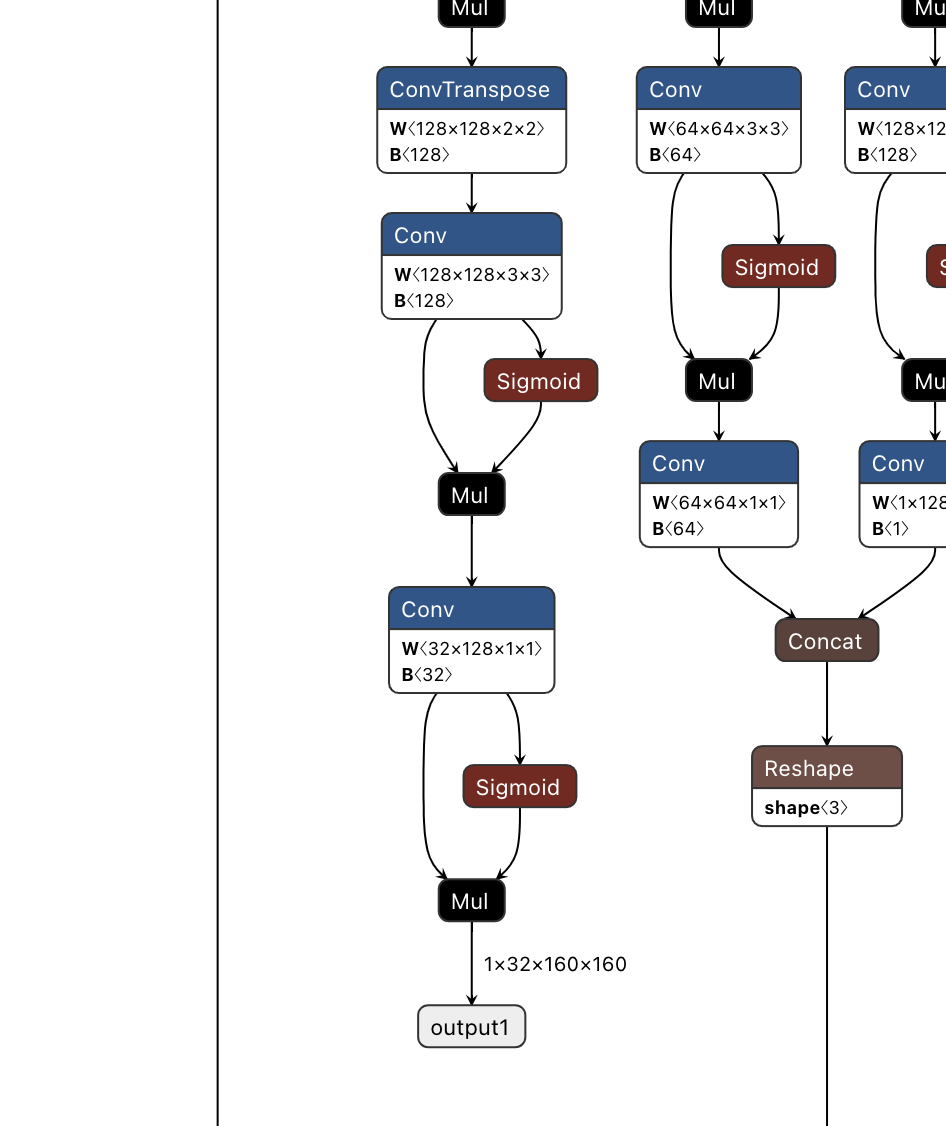 Mul
ConvTranspose
W〈128×128×2×2〉
B〈128〉
Conv
W〈128×128×3×3〉
B〈128〉
Sigmoid
Mul
Conv
W〈32×128×1×1〉
B〈32〉
Sigmoid
Mul
1×32×160×160
output1
Mul
Conv
W〈64×64×3×3〉
B〈64〉
Sigmoid
Mul
Conv
W〈64×64×1×1〉
B〈64〉
Mu
Conv
W〈128×12
B〈128〉
S
Mu
Conv
W〈1×128
B〈1〉
Concat
Reshape
shape〈3〉